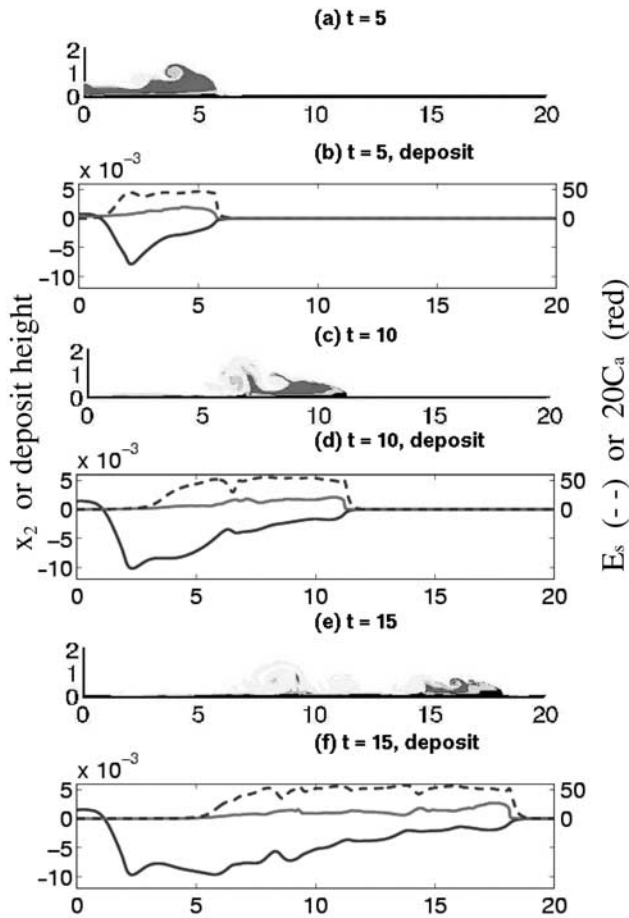 (a) t = 5
2
1
0
0 5 10 15 20
(b) t = 5, deposit
x 10⁻³
5 50
0 0
-5
-10
0 5 10 15 20
(c) t = 10
2
1
0
0 5 10 15 20
(d) t = 10, deposit
x 10⁻³
5 50
0 0
-5
-10
0 5 10 15 20
(e) t = 15
2
1
0
0 5 10 15 20
(f) t = 15, deposit
x 10⁻³
5 50
0 0
-5
-10
0 5 10 15 20
x₂ or deposit height
Eₛ (- -) or 20Cₐ (red)